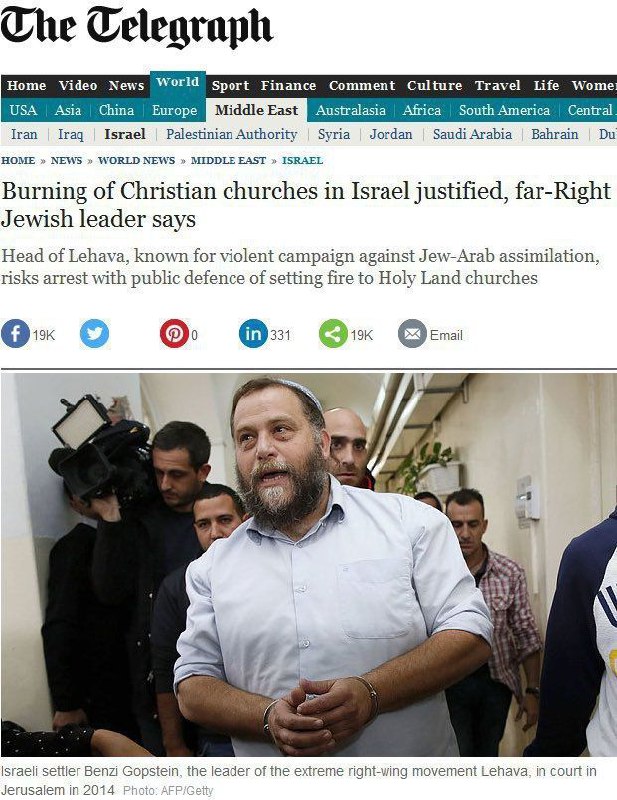 The Telegraph
Home Video News World Sport Finance Comment Culture Travel Life Wome
USA Asia China Europe Middle East Australasia Africa South America Central
Iran Iraq Israel Palestinian Authority Syria Jordan Saudi Arabia Bahrain Du
HOME » NEWS » WORLD NEWS » MIDDLE EAST » ISRAEL
Burning of Christian churches in Israel justified, far-Right
Jewish leader says
Head of Lehava, known for violent campaign against Jew-Arab assimilation,
risks arrest with public defence of setting fire to Holy Land churches
f 19K 0 in 331 19K Email
Israeli settler Benzi Gopstein, the leader of the extreme right-wing movement Lehava, in court in
Jerusalem in 2014 Photo: AFP/Getty